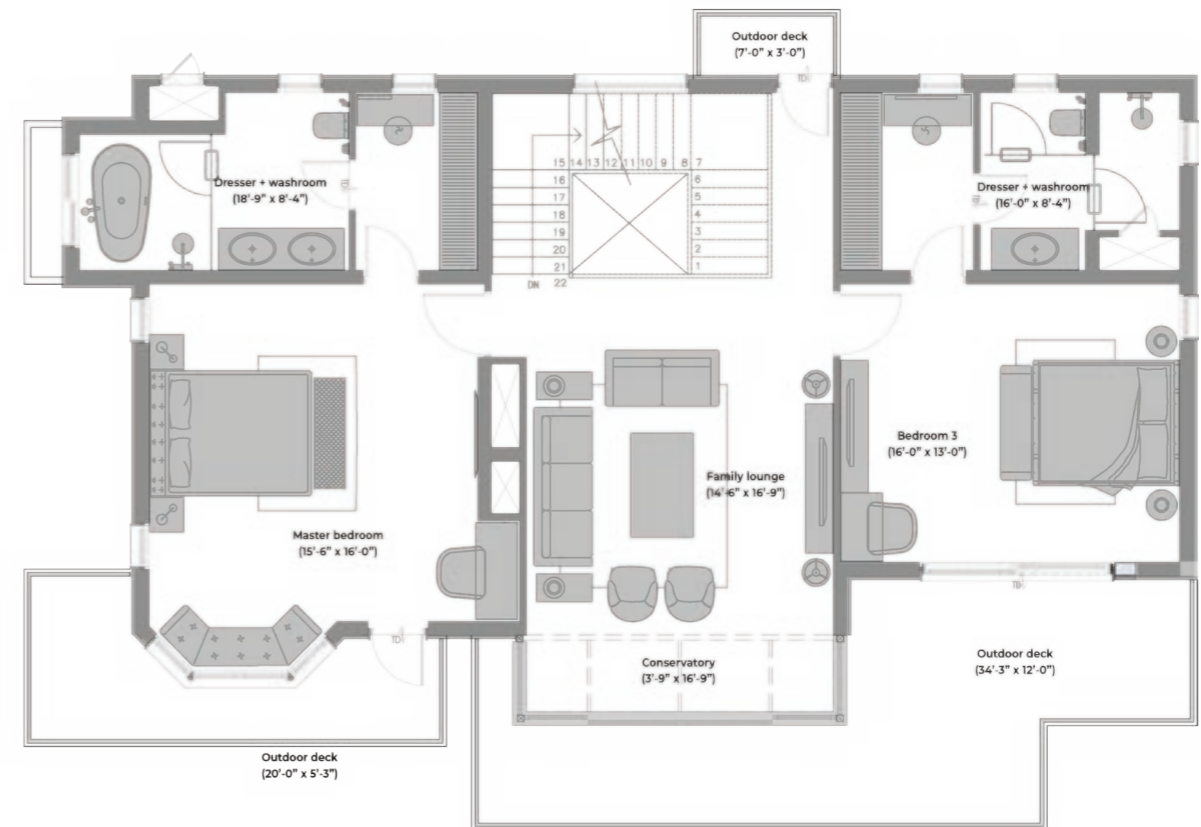 Outdoor deck
(7'-0" x 3'-0")
TD
15 14 13 12 11 10 9 8 7
16 6
17 5
18 4
19 3
20 2
21 1
DN 22
Dresser + washroom
(18'-9" x 8'-4")
Dresser + washroom
(16'-0" x 8'-4")
Bedroom 3
(16'-0" x 13'-0")
Family lounge
(14'-6" x 16'-9")
Master bedroom
(15'-6" x 16'-0")
TD
TD
Conservatory
(3'-9" x 16'-9")
Outdoor deck
(34'-3" x 12'-0")
Outdoor deck
(20'-0" x 5'-3")